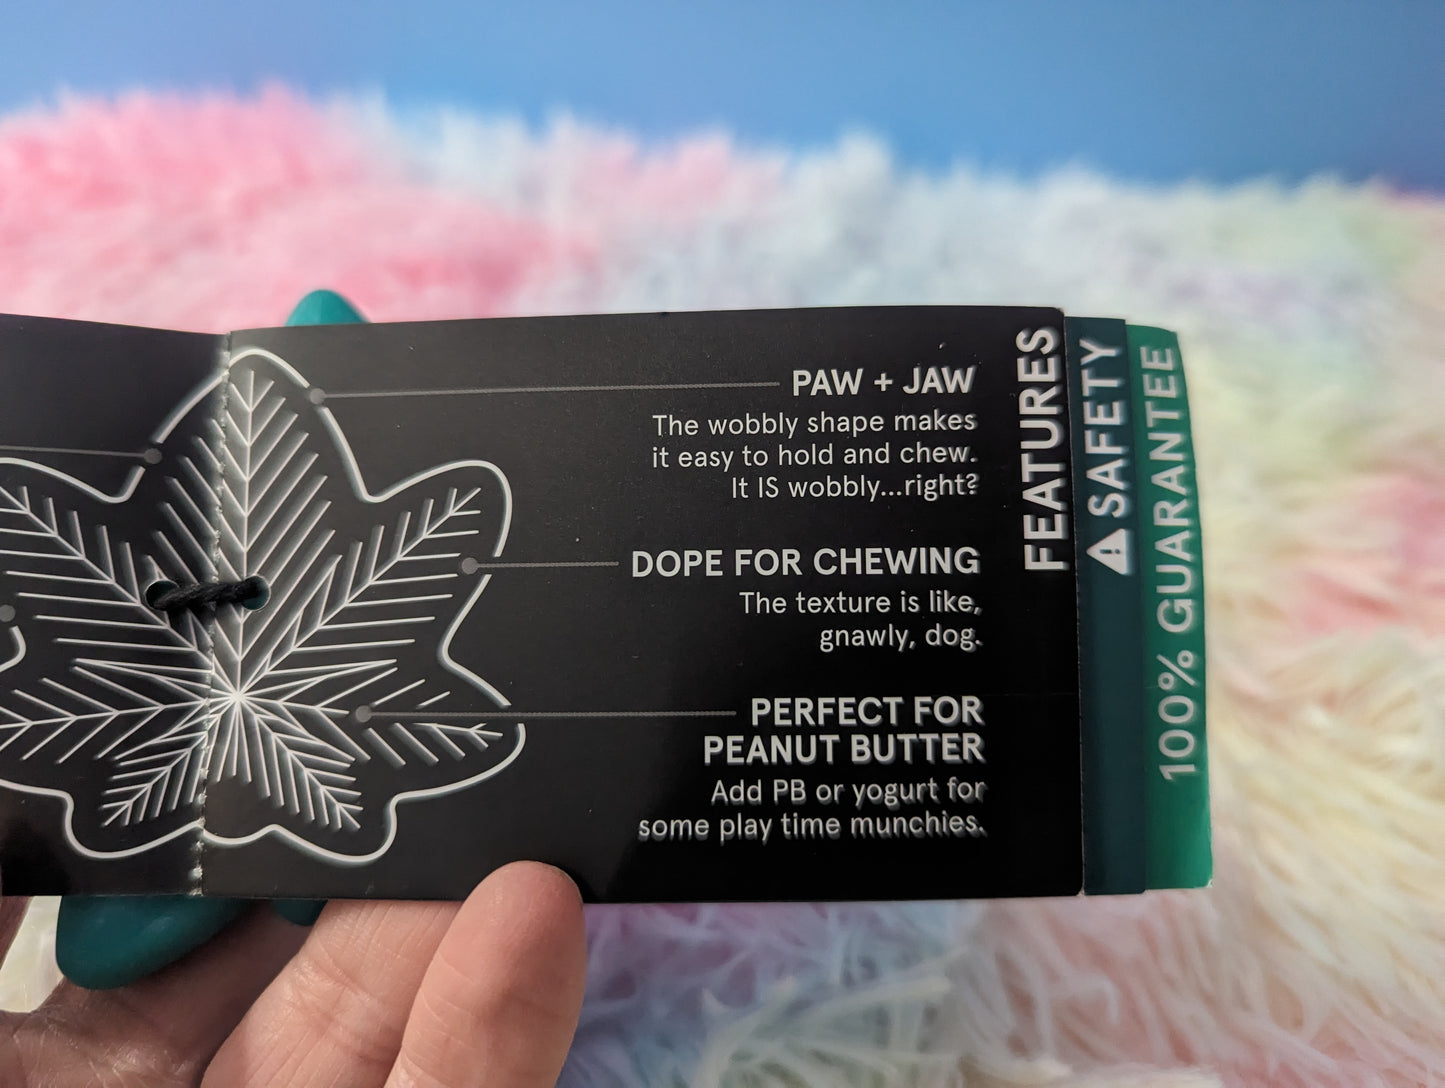 PAW + JAW
The wobbly shape makes
it easy to hold and chew.
It IS wobbly...right?
DOPE FOR CHEWING
The texture is like,
gnawly, dog.
PERFECT FOR
PEANUT BUTTER
Add PB or yogurt for
some play time munchies.
FEATURES
SAFETY
100% GUARANTEE